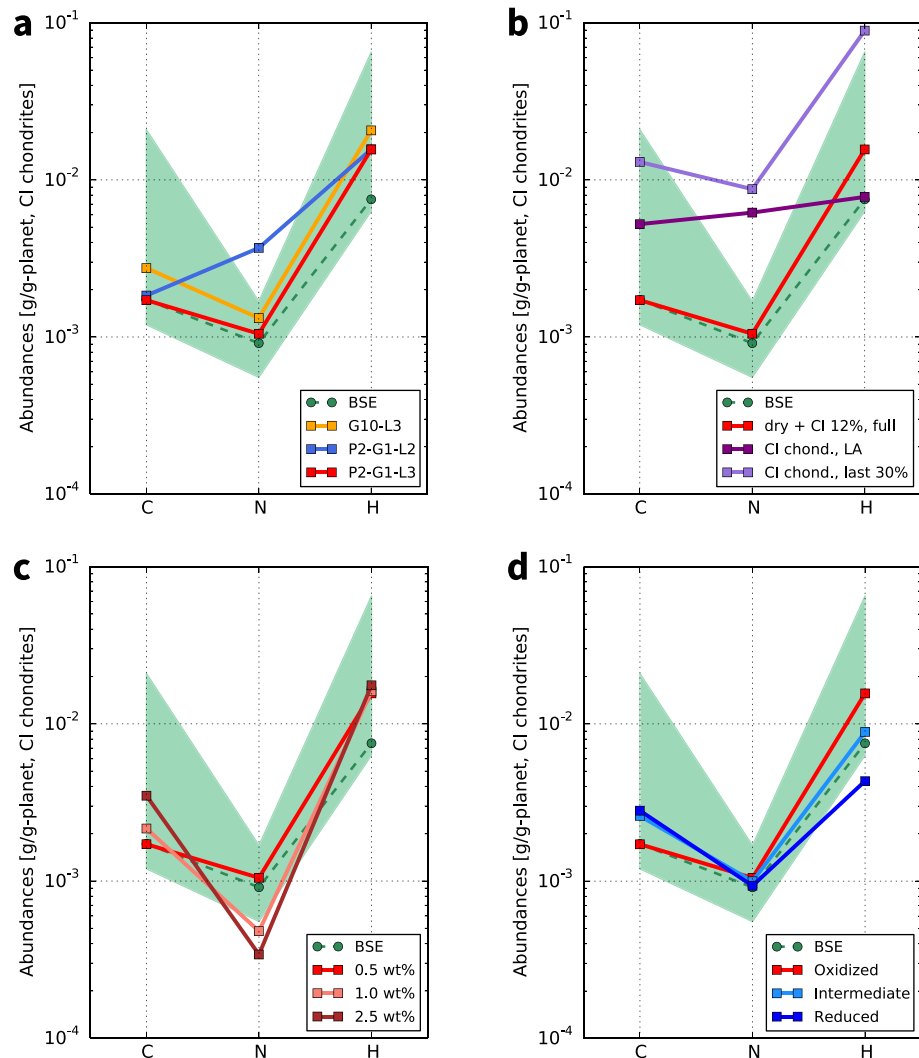 a
Abundances [g/g-planet, CI chondrites]
10^-1
10^-2
10^-3
10^-4
C N H
BSE
G10-L3
P2-G1-L2
P2-G1-L3
b
Abundances [g/g-planet, CI chondrites]
10^-1
10^-2
10^-3
10^-4
C N H
BSE
dry + CI 12%, full
CI chond., LA
CI chond., last 30%
c
Abundances [g/g-planet, CI chondrites]
10^-1
10^-2
10^-3
10^-4
C N H
BSE
0.5 wt%
1.0 wt%
2.5 wt%
d
Abundances [g/g-planet, CI chondrites]
10^-1
10^-2
10^-3
10^-4
C N H
BSE
Oxidized
Intermediate
Reduced